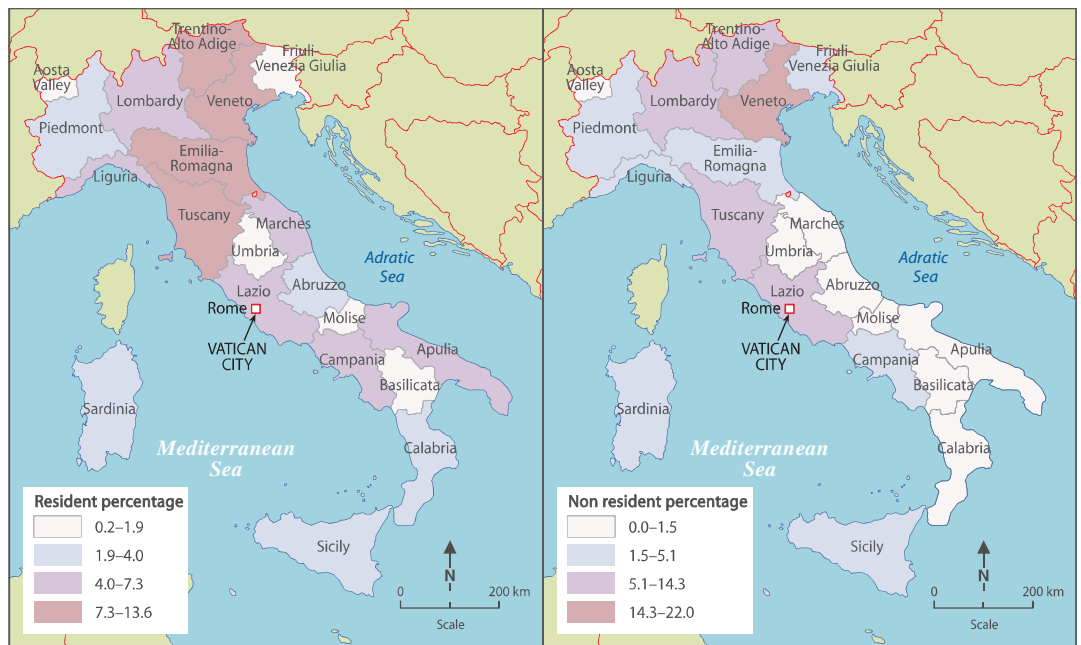 Trentino-
Alto Adige
Friuli
Venezia Giulia
Aosta
Valley
Lombardy
Veneto
Piedmont
Emilia-
Romagna
Liguria
Tuscany
Marches
Umbria
Adratic
Sea
Lazio
Abruzzo
Rome
Molise
VATICAN
CITY
Campania
Apulia
Basilicata
Sardinia
Mediterranean
Sea
Calabria
Sicily
Resident percentage
0.2–1.9
1.9–4.0
4.0–7.3
7.3–13.6
N
0
200 km
Scale
Trentino-
Alto Adige
Friuli
Venezia Giulia
Aosta
Valley
Lombardy
Veneto
Piedmont
Emilia-
Romagna
Liguria
Tuscany
Marches
Umbria
Adratic
Sea
Lazio
Abruzzo
Rome
Molise
VATICAN
CITY
Campania
Apulia
Basilicata
Sardinia
Mediterranean
Sea
Calabria
Sicily
Non resident percentage
0.0–1.5
1.5–5.1
5.1–14.3
14.3–22.0
N
0
200 km
Scale